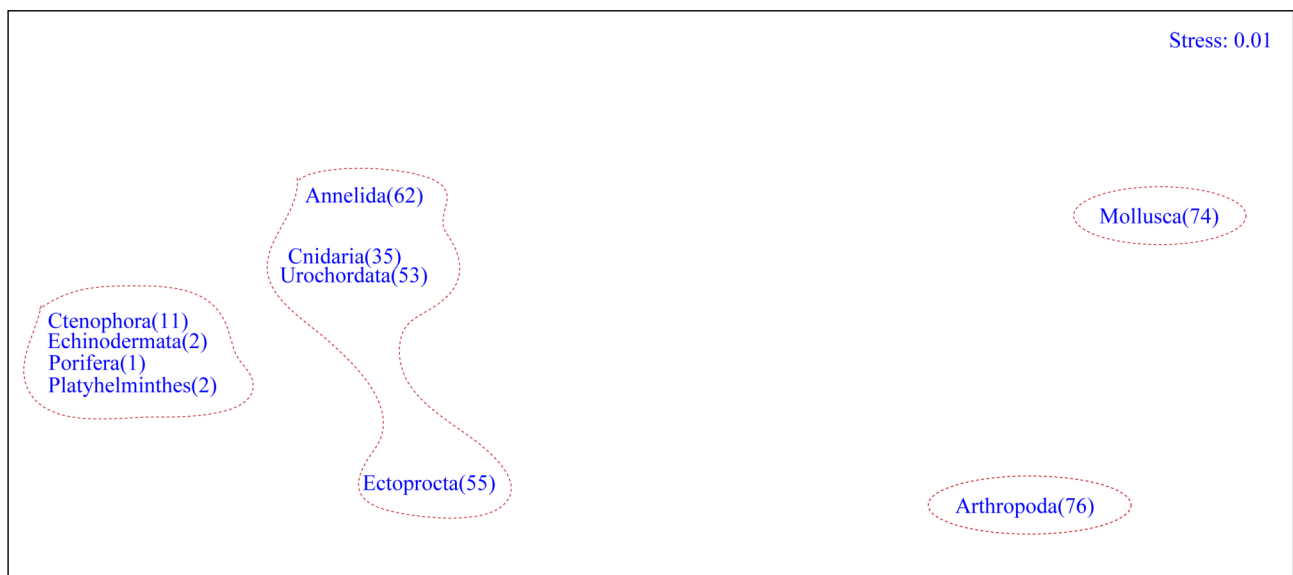 Stress: 0.01
Annelida(62)
Mollusca(74)
Cnidaria(35)
Urochordata(53)
Ctenophora(11)
Echinodermata(2)
Porifera(1)
Platyhelminthes(2)
Ectoprocta(55)
Arthropoda(76)